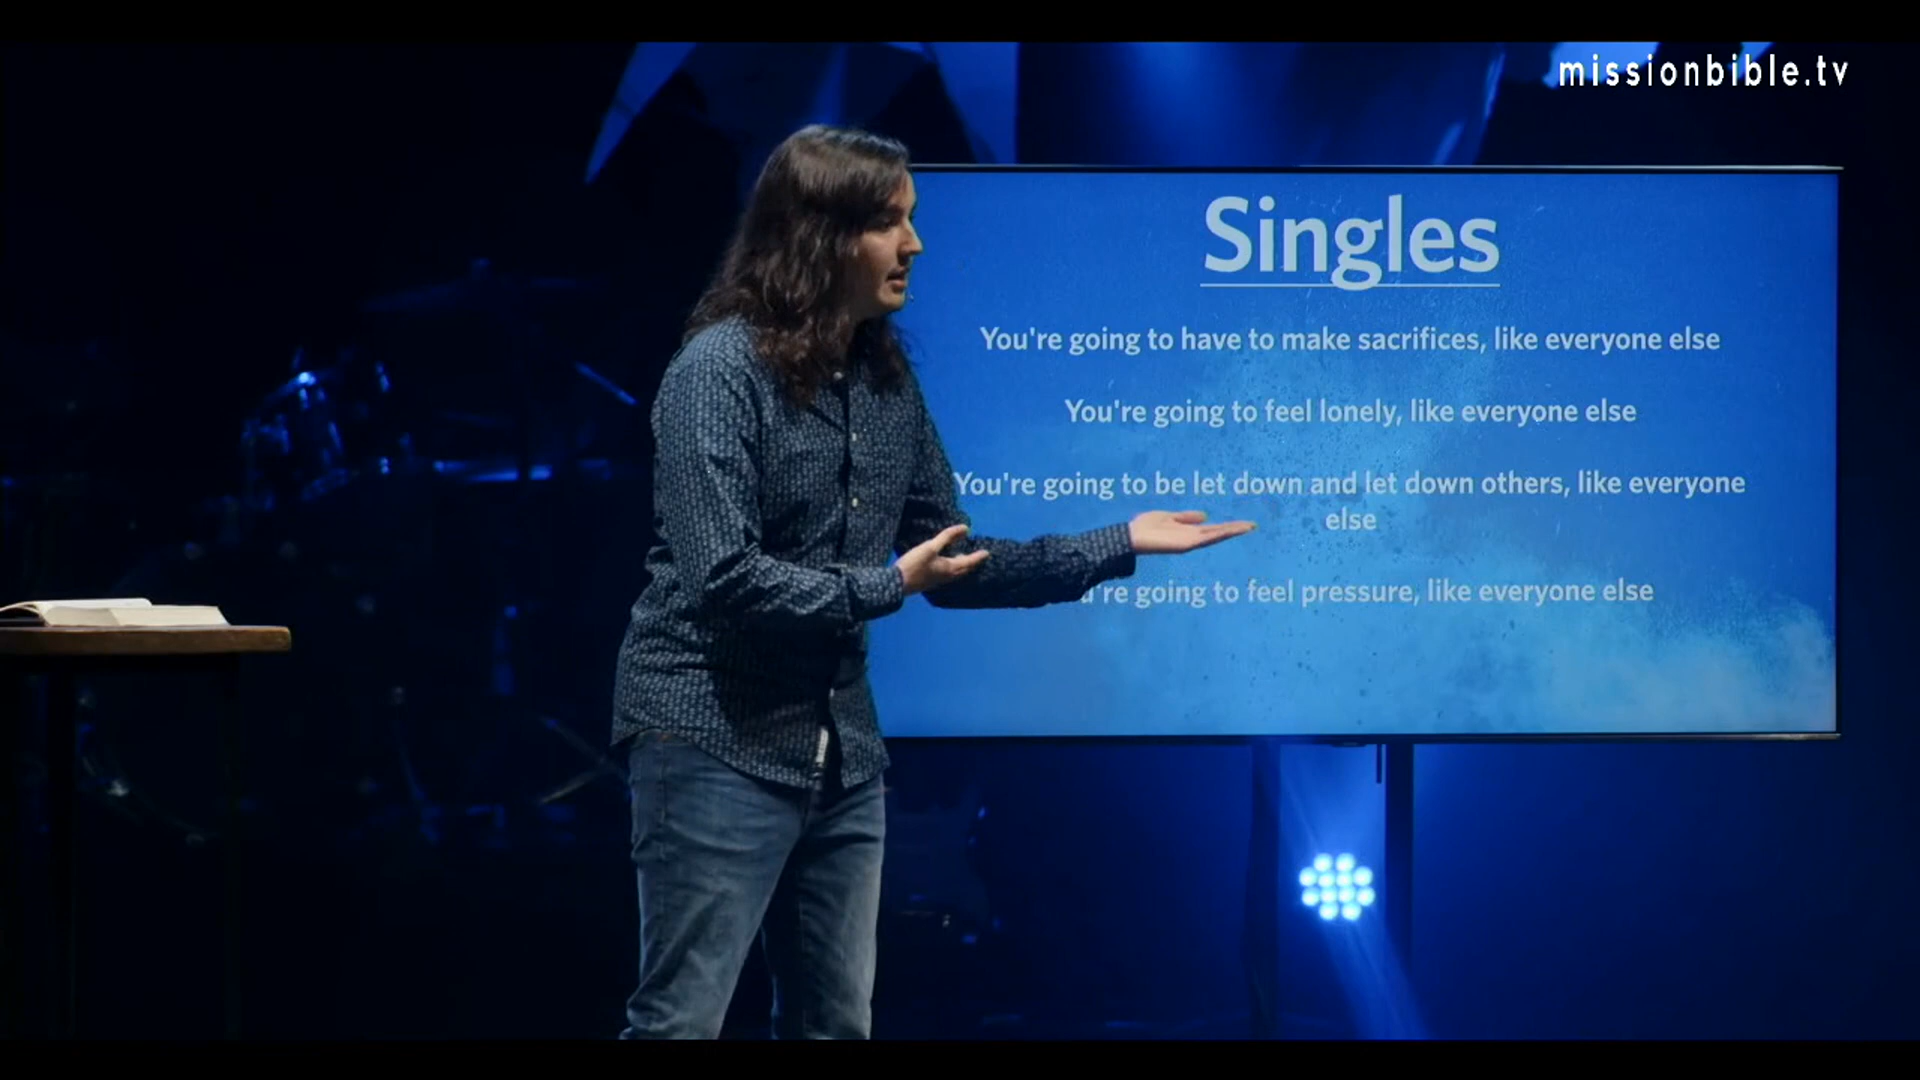 missionbible.tv
Singles
You're going to have to make sacrifices, like everyone else
You're going to feel lonely, like everyone else
You're going to be let down and let down others, like everyone
else
u're going to feel pressure, like everyone else